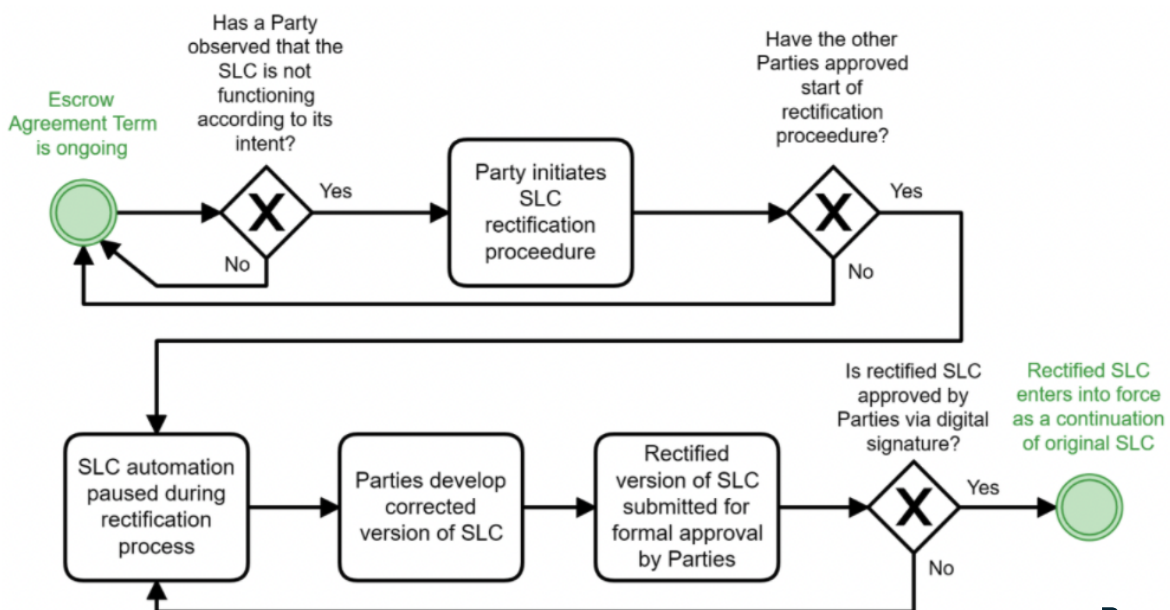 Has a Party
observed that the
SLC is not
functioning
according to its
intent?
Have the other
Parties approved
start of
rectification
proceedure?
Escrow
Agreement Term
is ongoing
X
Yes
No
Party initiates
SLC
rectification
proceedure
X
Yes
No
SLC automation
paused during
rectification
process
Parties develop
corrected
version of SLC
Rectified
version of SLC
submitted for
formal approval
by Parties
Is rectified SLC
approved by
Parties via digital
signature?
X
Yes
No
Rectified SLC
enters into force
as a continuation
of original SLC